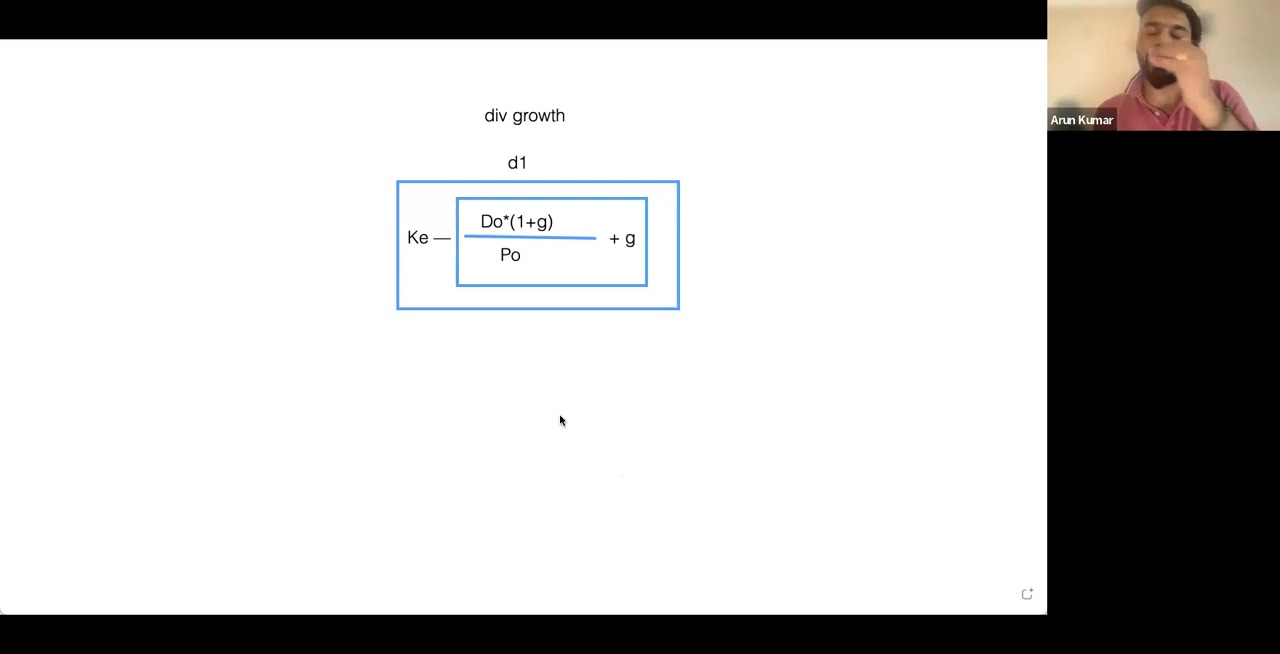 div growth
d1
Do*(1+g)
Ke — + g
Po
Arun Kumar